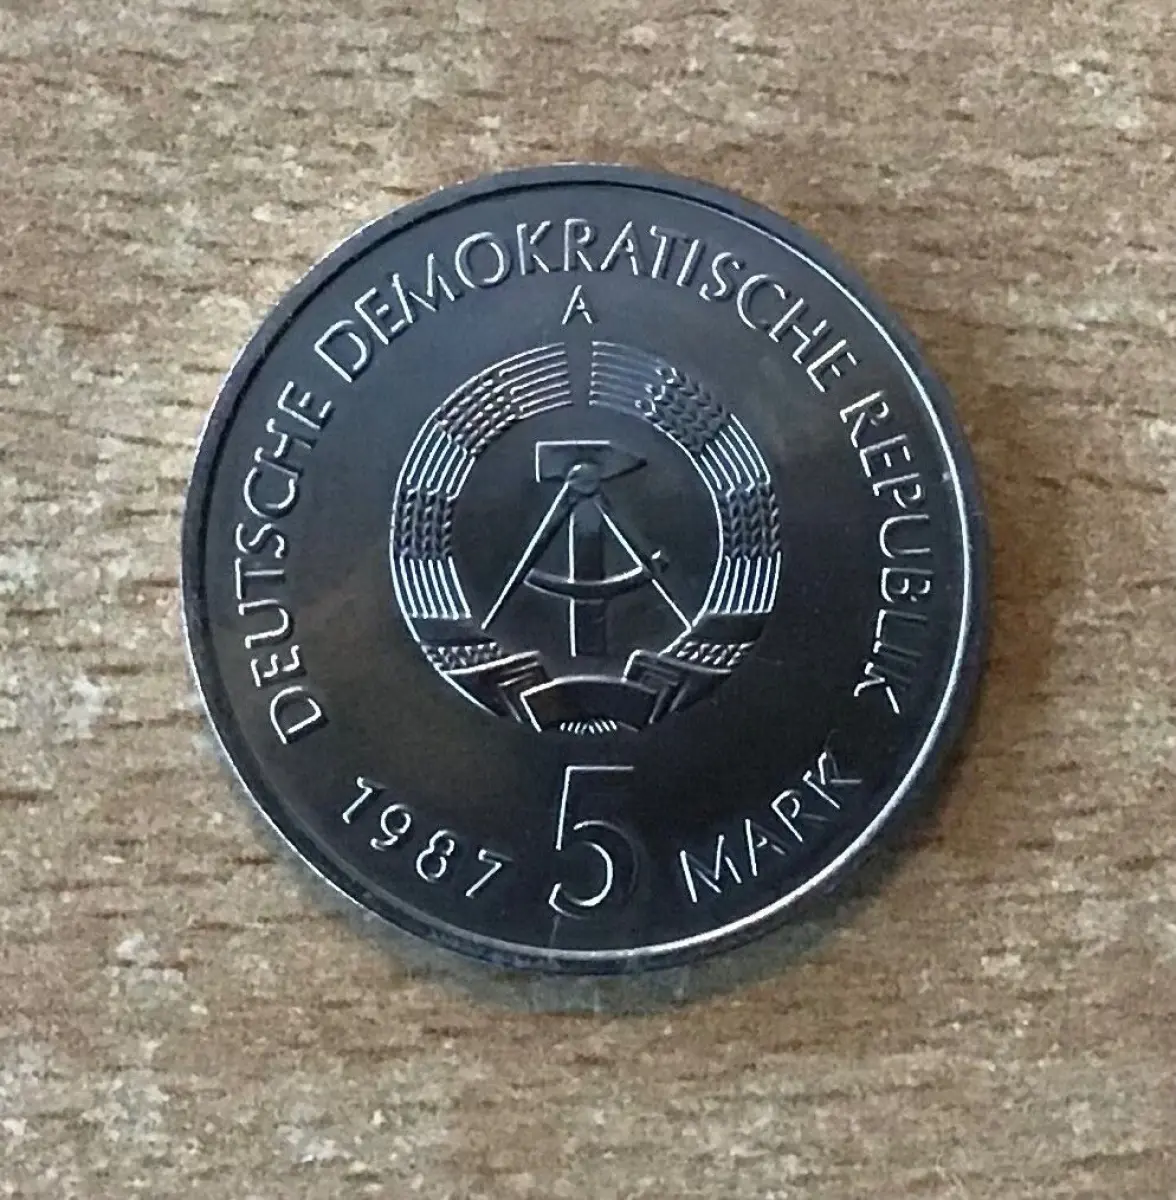 DEUTSCHE DEMOKRATISCHE REPUBLIK
A
1987 5 MARK